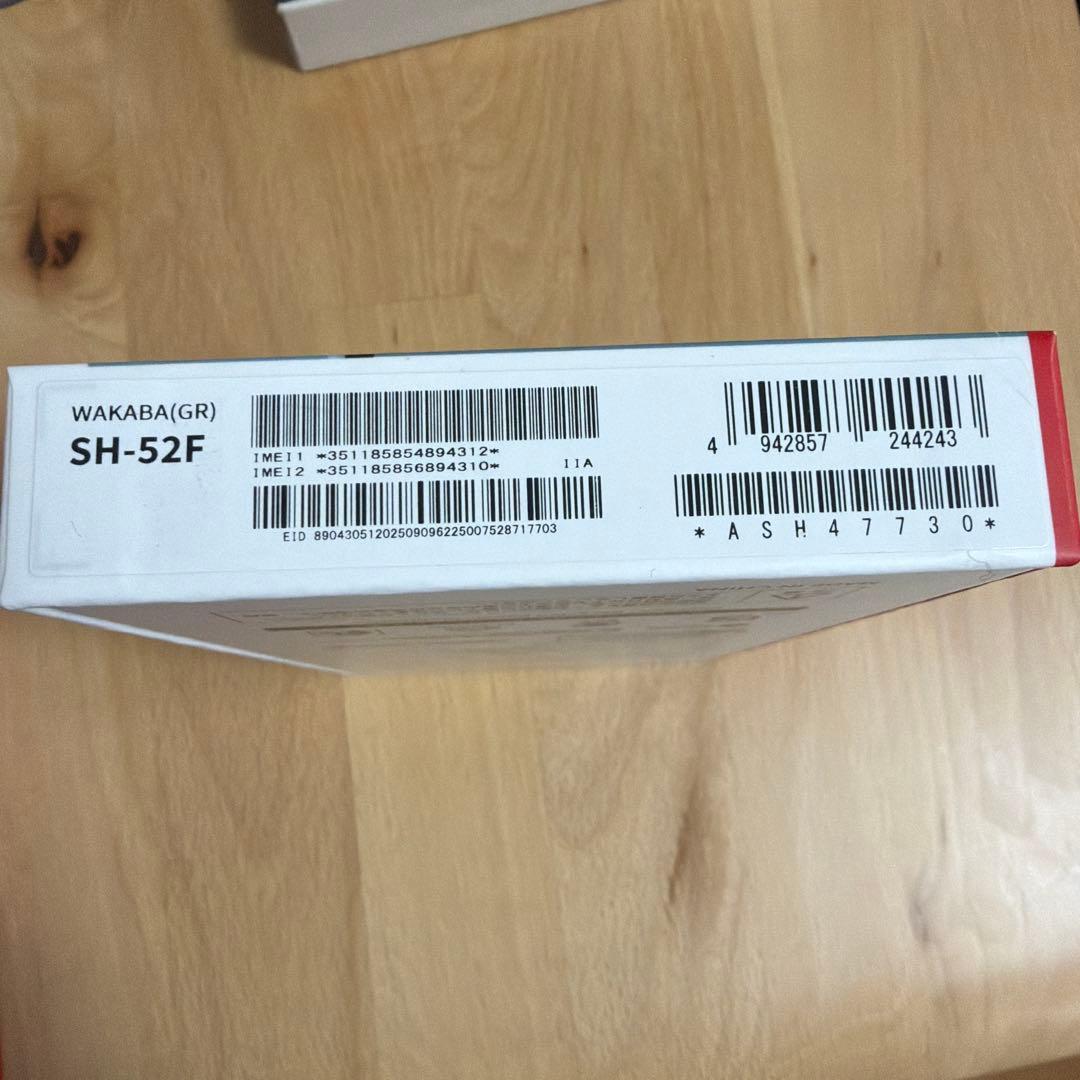 WAKABA(GR)
SH-52F
IMEI1 *351185854894312*
IMEI2 *351185856894310*
IIA
EID 89043051202509096225007528717703
4 942857 244243
*ASH47730*